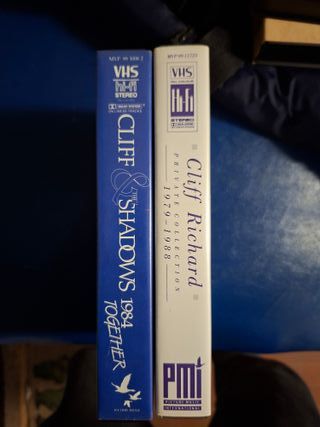 VHS
hi-fi
STEREO
CLIFF
& THE
SHADOWS
1984
TOGETHER
VHS
Hi-Fi
STEREO
Cliff Richard
PRIVATE COLLECTION
1979-1988
PMI
PICTURE MUSIC
INTERNATIONAL